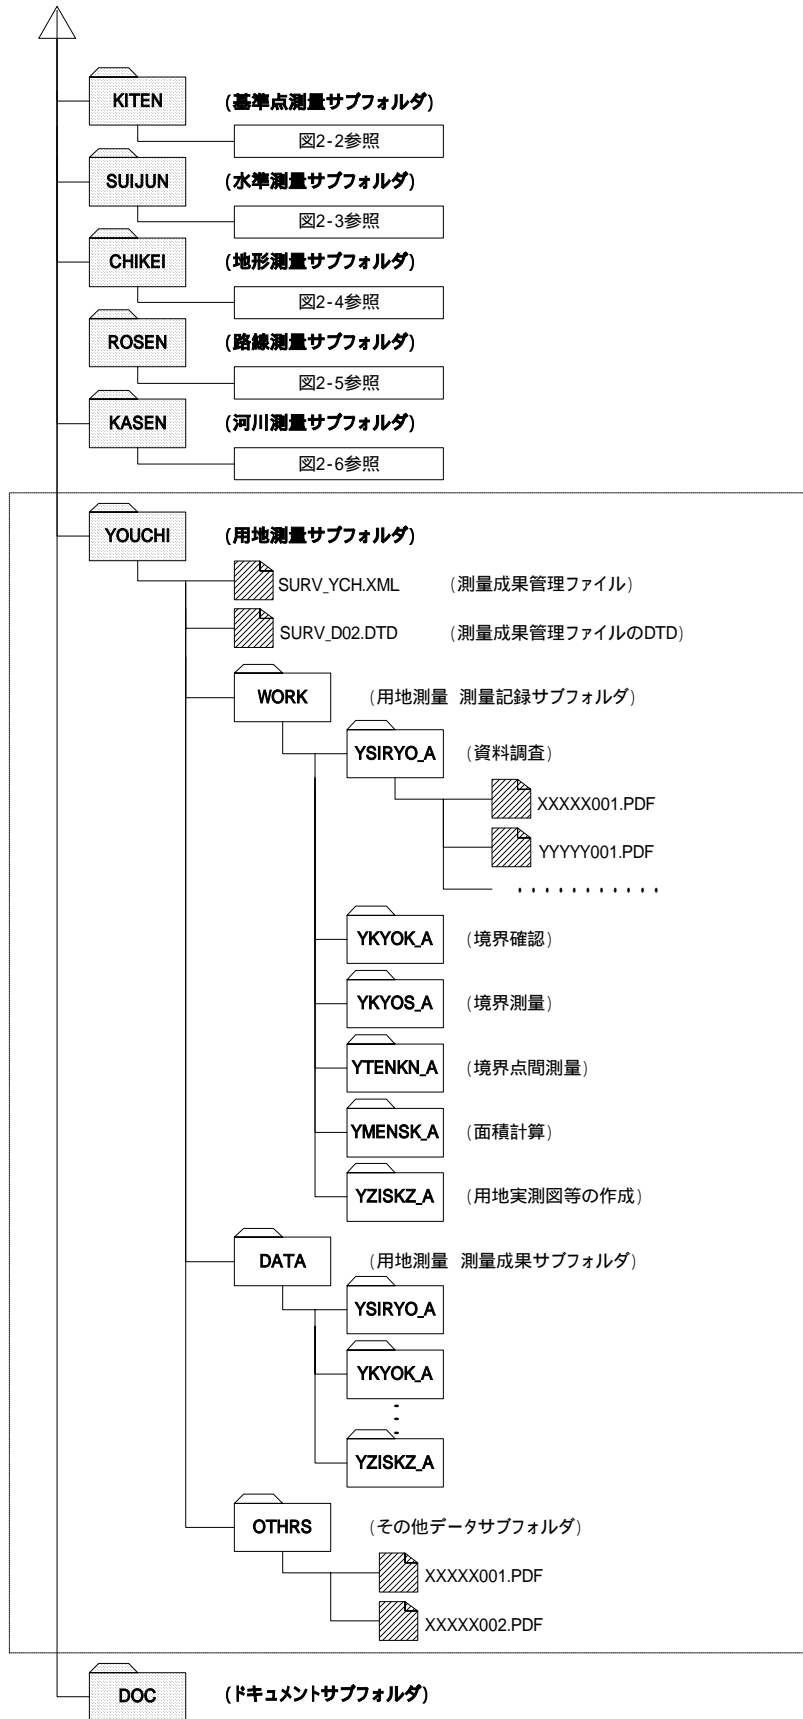 KITEN (基準点測量サブフォルダ)
図2-2参照
SUIJUN (水準測量サブフォルダ)
図2-3参照
CHIKEI (地形測量サブフォルダ)
図2-4参照
ROSEN (路線測量サブフォルダ)
図2-5参照
KASEN (河川測量サブフォルダ)
図2-6参照
YOUCHI (用地測量サブフォルダ)
SURV_YCH.XML (測量成果管理ファイル)
SURV_D02.DTD (測量成果管理ファイルのDTD)
WORK (用地測量 測量記録サブフォルダ)
YSIRYO_A (資料調査)
XXXXX001.PDF
YYYYY001.PDF
・・・・・・・・・・・
YKYOK_A (境界確認)
YKYOS_A (境界測量)
YTENKN_A (境界点間測量)
YMENSK_A (面積計算)
YZISKZ_A (用地実測図等の作成)
DATA (用地測量 測量成果サブフォルダ)
YSIRYO_A
YKYOK_A
YZISKZ_A
OTHRS (その他データサブフォルダ)
XXXXX001.PDF
XXXXX002.PDF
DOC (ドキュメントサブフォルダ)